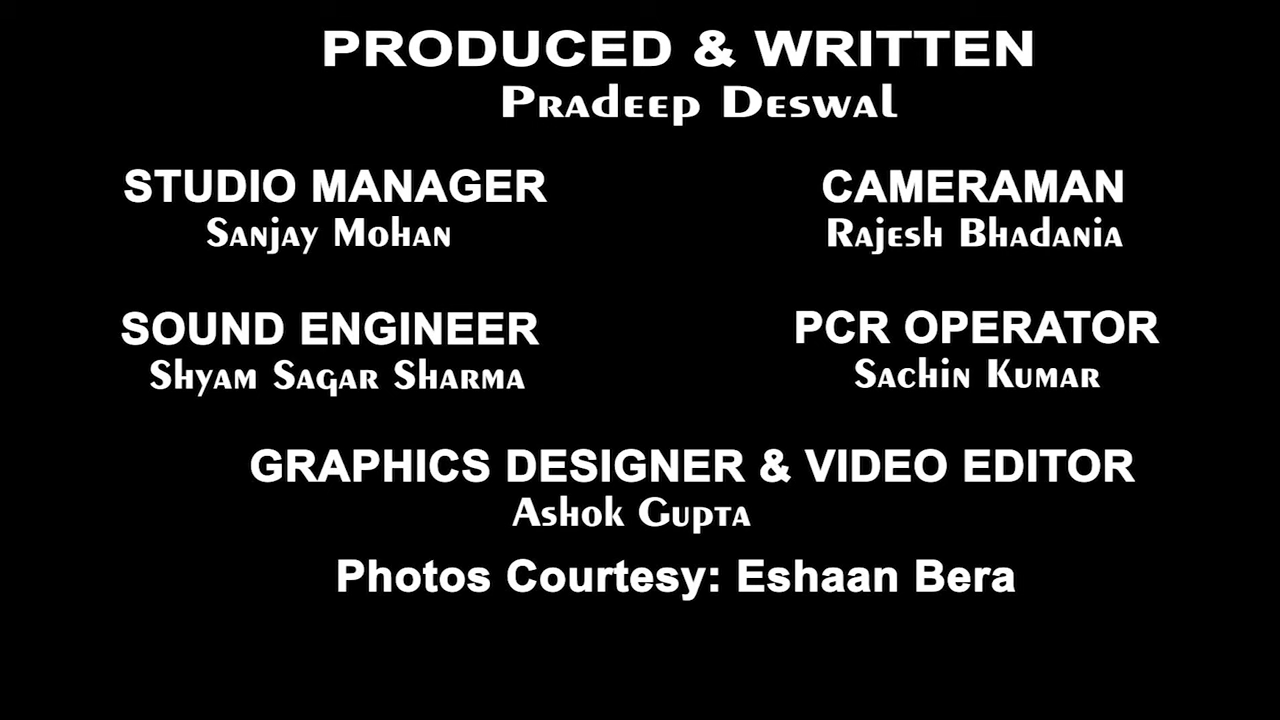 PRODUCED & WRITTEN
Pradeep Deswal
STUDIO MANAGER
Sanjay Mohan
CAMERAMAN
Rajesh Bhadania
SOUND ENGINEER
Shyam Sagar Sharma
PCR OPERATOR
Sachin Kumar
GRAPHICS DESIGNER & VIDEO EDITOR
Ashok Gupta
Photos Courtesy: Eshaan Bera